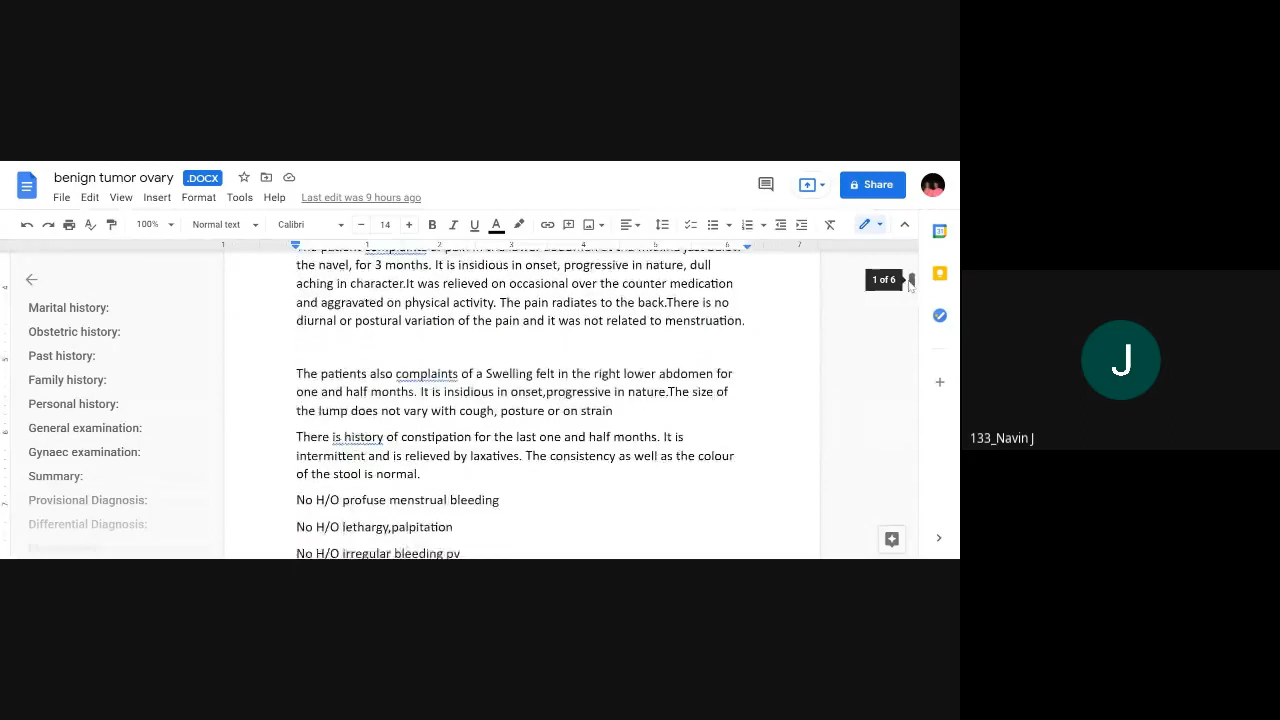 benign tumor ovary .DOCX
File Edit View Insert Format Tools Help Last edit was 9 hours ago
Share
100% Normal text Calibri 14 B I U A
1 1 2 3 4 5 6 7
Marital history:
Obstetric history:
Past history:
Family history:
Personal history:
General examination:
Gynaec examination:
Summary:
Provisional Diagnosis:
Differential Diagnosis:
the navel, for 3 months. It is insidious in onset, progressive in nature, dull
aching in character.It was relieved on occasional over the counter medication
and aggravated on physical activity. The pain radiates to the back.There is no
diurnal or postural variation of the pain and it was not related to menstruation.
The patients also complaints of a Swelling felt in the right lower abdomen for
one and half months. It is insidious in onset,progressive in nature.The size of
the lump does not vary with cough, posture or on strain
There is history of constipation for the last one and half months. It is
intermittent and is relieved by laxatives. The consistency as well as the colour
of the stool is normal.
No H/O profuse menstrual bleeding
No H/O lethargy,palpitation
No H/O irregular bleeding pv
1 of 6
J
133_Navin J